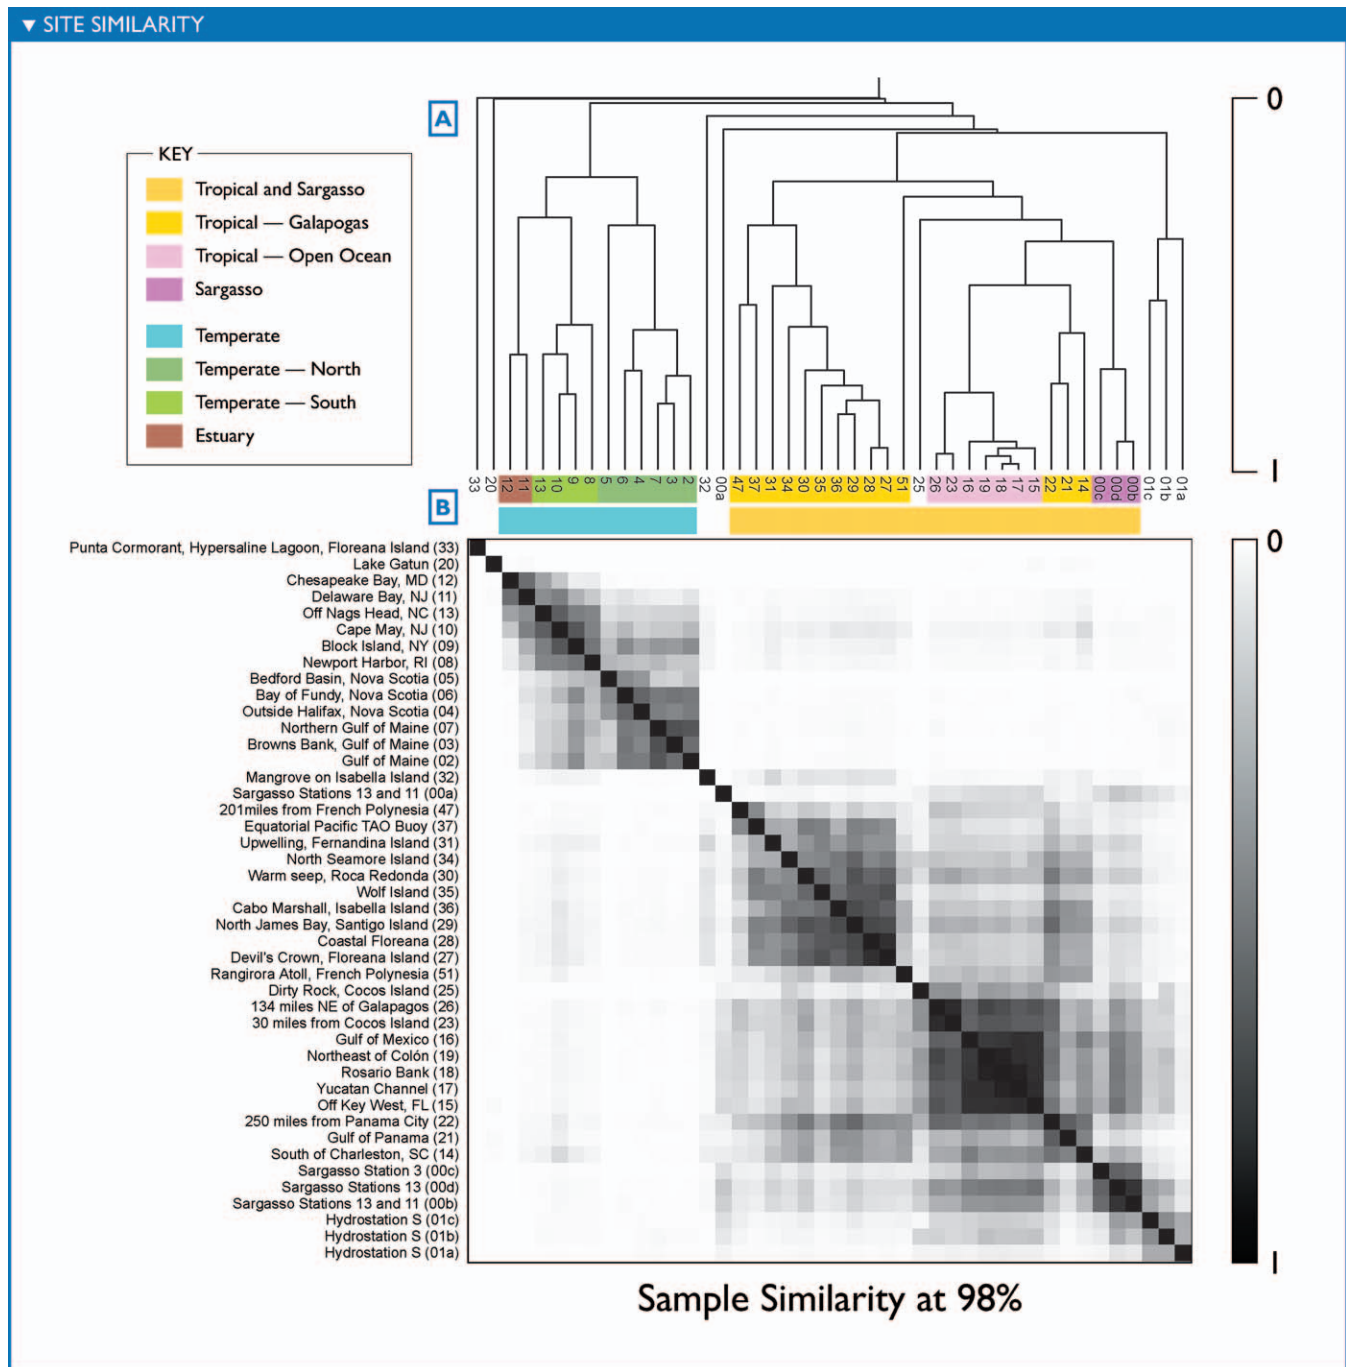 ▼ SITE SIMILARITY
A
0
KEY
Tropical and Sargasso
Tropical — Galapogas
Tropical — Open Ocean
Sargasso
Temperate
Temperate — North
Temperate — South
Estuary
1
33 20 12 11 13 10 9 8 5 6 4 7 3 2 32 00a 47 37 31 34 30 35 36 29 28 27 51 25 26 23 16 19 18 17 15 22 21 14 00c 00d 00b 01c 01b 01a
B
0
Punta Cormorant, Hypersaline Lagoon, Floreana Island (33)
Lake Gatun (20)
Chesapeake Bay, MD (12)
Delaware Bay, NJ (11)
Off Nags Head, NC (13)
Cape May, NJ (10)
Block Island, NY (09)
Newport Harbor, RI (08)
Bedford Basin, Nova Scotia (05)
Bay of Fundy, Nova Scotia (06)
Outside Halifax, Nova Scotia (04)
Northern Gulf of Maine (07)
Browns Bank, Gulf of Maine (03)
Gulf of Maine (02)
Mangrove on Isabella Island (32)
Sargasso Stations 13 and 11 (00a)
201miles from French Polynesia (47)
Equatorial Pacific TAO Buoy (37)
Upwelling, Fernandina Island (31)
North Seamore Island (34)
Warm seep, Roca Redonda (30)
Wolf Island (35)
Cabo Marshall, Isabella Island (36)
North James Bay, Santigo Island (29)
Coastal Floreana (28)
Devil's Crown, Floreana Island (27)
Rangirora Atoll, French Polynesia (51)
Dirty Rock, Cocos Island (25)
134 miles NE of Galapagos (26)
30 miles from Cocos Island (23)
Gulf of Mexico (16)
Northeast of Colón (19)
Rosario Bank (18)
Yucatan Channel (17)
Off Key West, FL (15)
250 miles from Panama City (22)
Gulf of Panama (21)
South of Charleston, SC (14)
Sargasso Station 3 (00c)
Sargasso Stations 13 (00d)
Sargasso Stations 13 and 11 (00b)
Hydrostation S (01c)
Hydrostation S (01b)
Hydrostation S (01a)
1
Sample Similarity at 98%